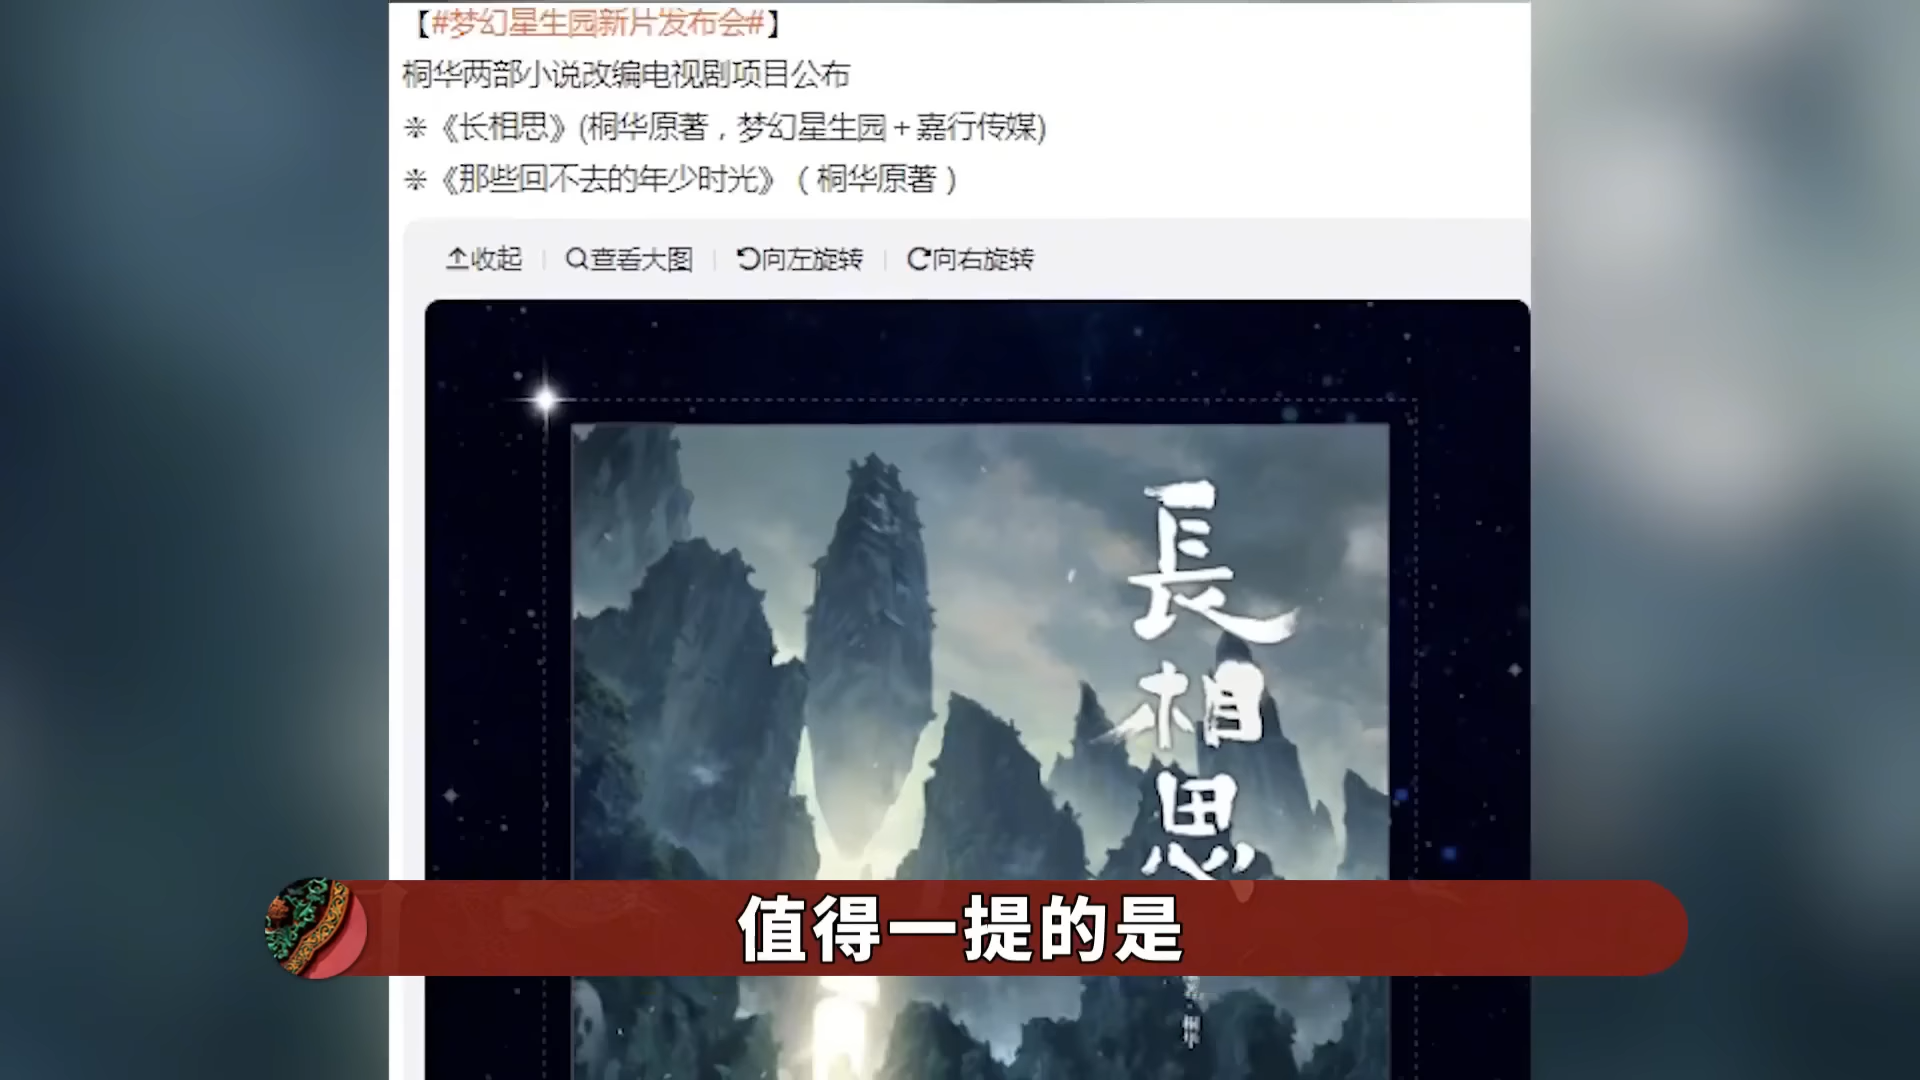 【#梦幻星生园新片发布会#】
桐华两部小说改编电视剧项目公布
✳《长相思》(桐华原著，梦幻星生园+嘉行传媒)
✳《那些回不去的年少时光》（桐华原著）
收起 查看大图 向左旋转 向右旋转
長相思
值得一提的是
桐华